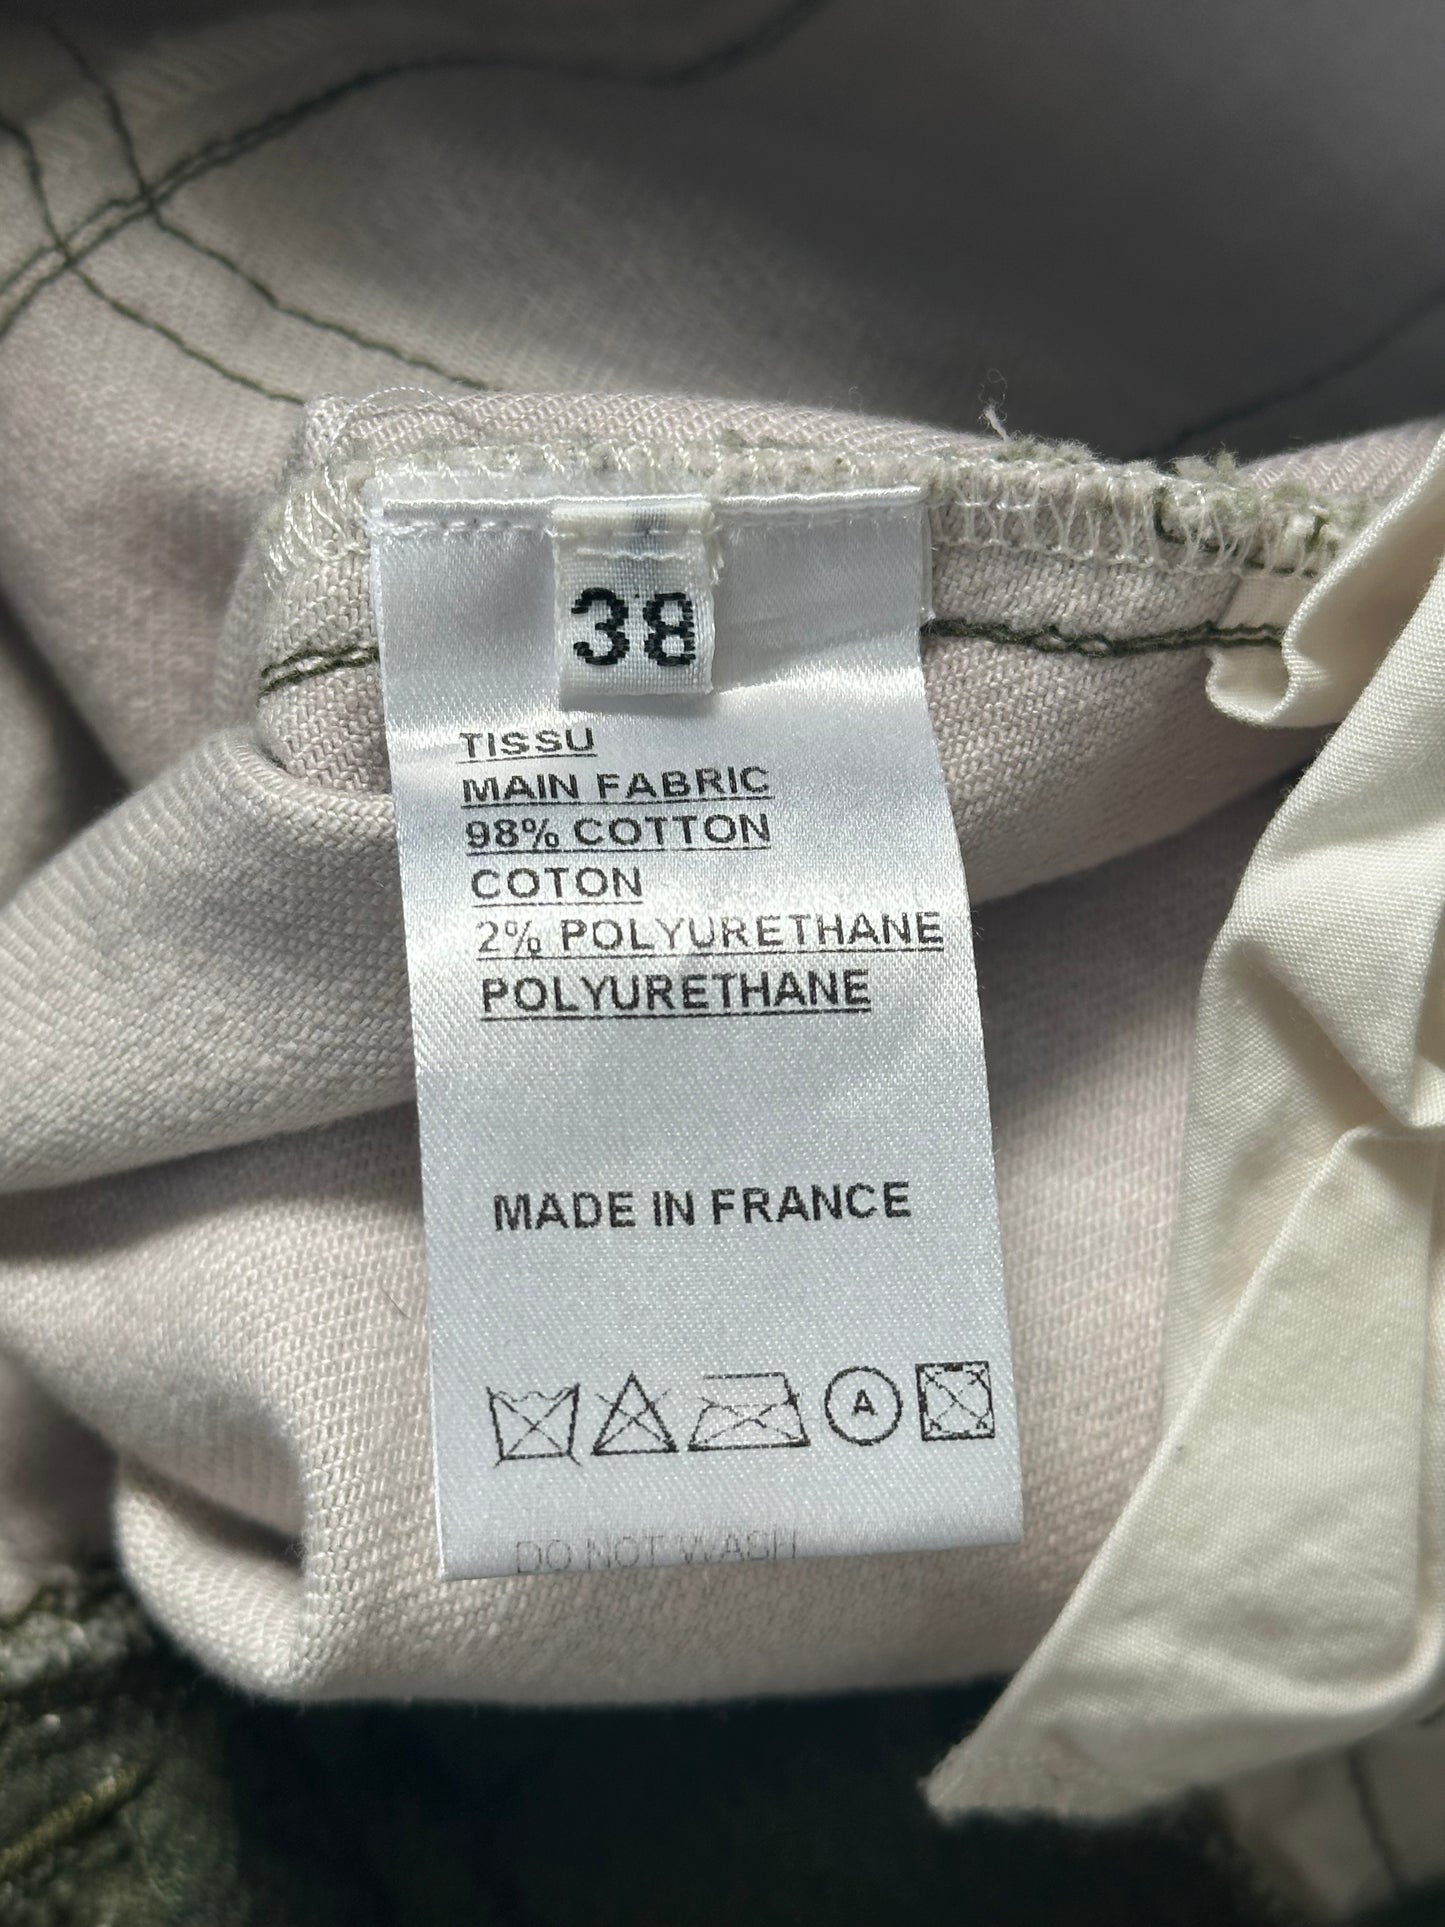 38
TISSU
MAIN FABRIC
98% COTTON
COTON
2% POLYURETHANE
POLYURETHANE
MADE IN FRANCE
A
DO NOT WASH